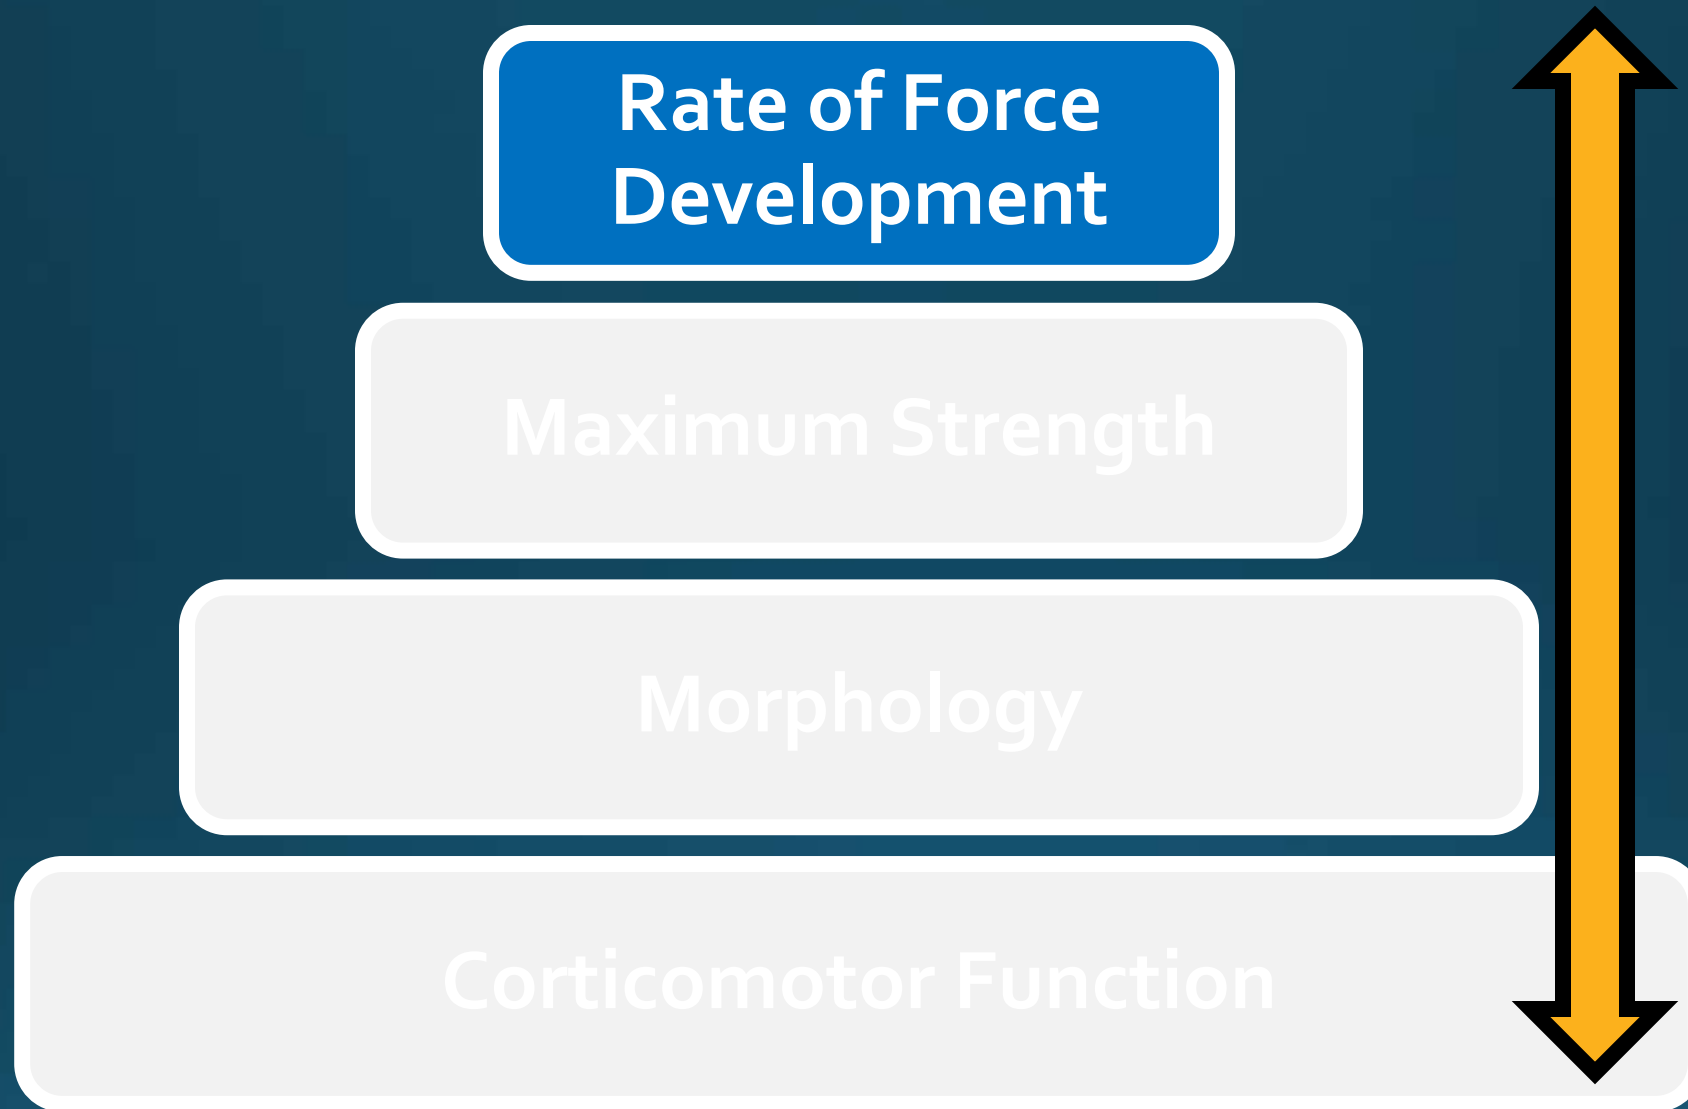 Rate of Force
Development
Maximum Strength
Morphology
Corticomotor Function